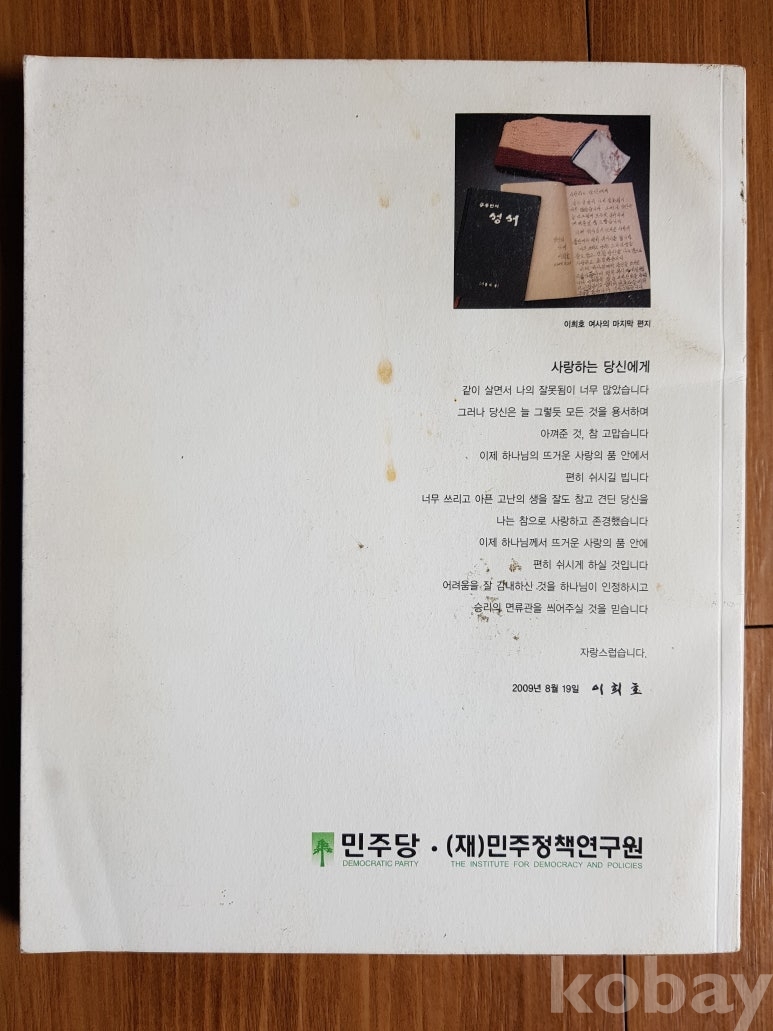 공동번역
성서
사랑하는 당신에게
이희호 여사의 마지막 편지
사랑하는 당신에게
같이 살면서 나의 잘못됨이 너무 많았습니다
그러나 당신은 늘 그렇듯 모든 것을 용서하며
아껴준 것, 참 고맙습니다
이제 하나님의 뜨거운 사랑의 품 안에서
편히 쉬시길 빕니다
너무 쓰리고 아픈 고난의 생을 잘도 참고 견딘 당신을
나는 참으로 사랑하고 존경했습니다
이제 하나님께서 뜨거운 사랑의 품 안에
편히 쉬시게 하실 것입니다
어려움을 잘 감내하신 것을 하나님이 인정하시고
승리의 면류관을 씌어주실 것을 믿습니다
자랑스럽습니다.
2009년 8월 19일 이희호
민주당 · (재)민주정책연구원
DEMOCRATIC PARTY THE INSTITUTE FOR DEMOCRACY AND POLICIES
kobay